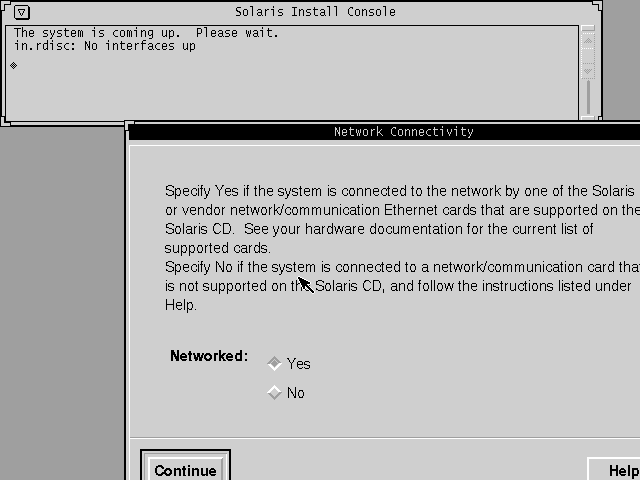 Solaris Install Console
The system is coming up.  Please wait.
in.rdisc: No interfaces up
Network Connectivity
Specify Yes if the system is connected to the network by one of the Solaris
or vendor network/communication Ethernet cards that are supported on the
Solaris CD.  See your hardware documentation for the current list of
supported cards.
Specify No if the system is connected to a network/communication card that
is not supported on the Solaris CD, and follow the instructions listed under
Help.
Networked:
Yes
No
Continue
Help